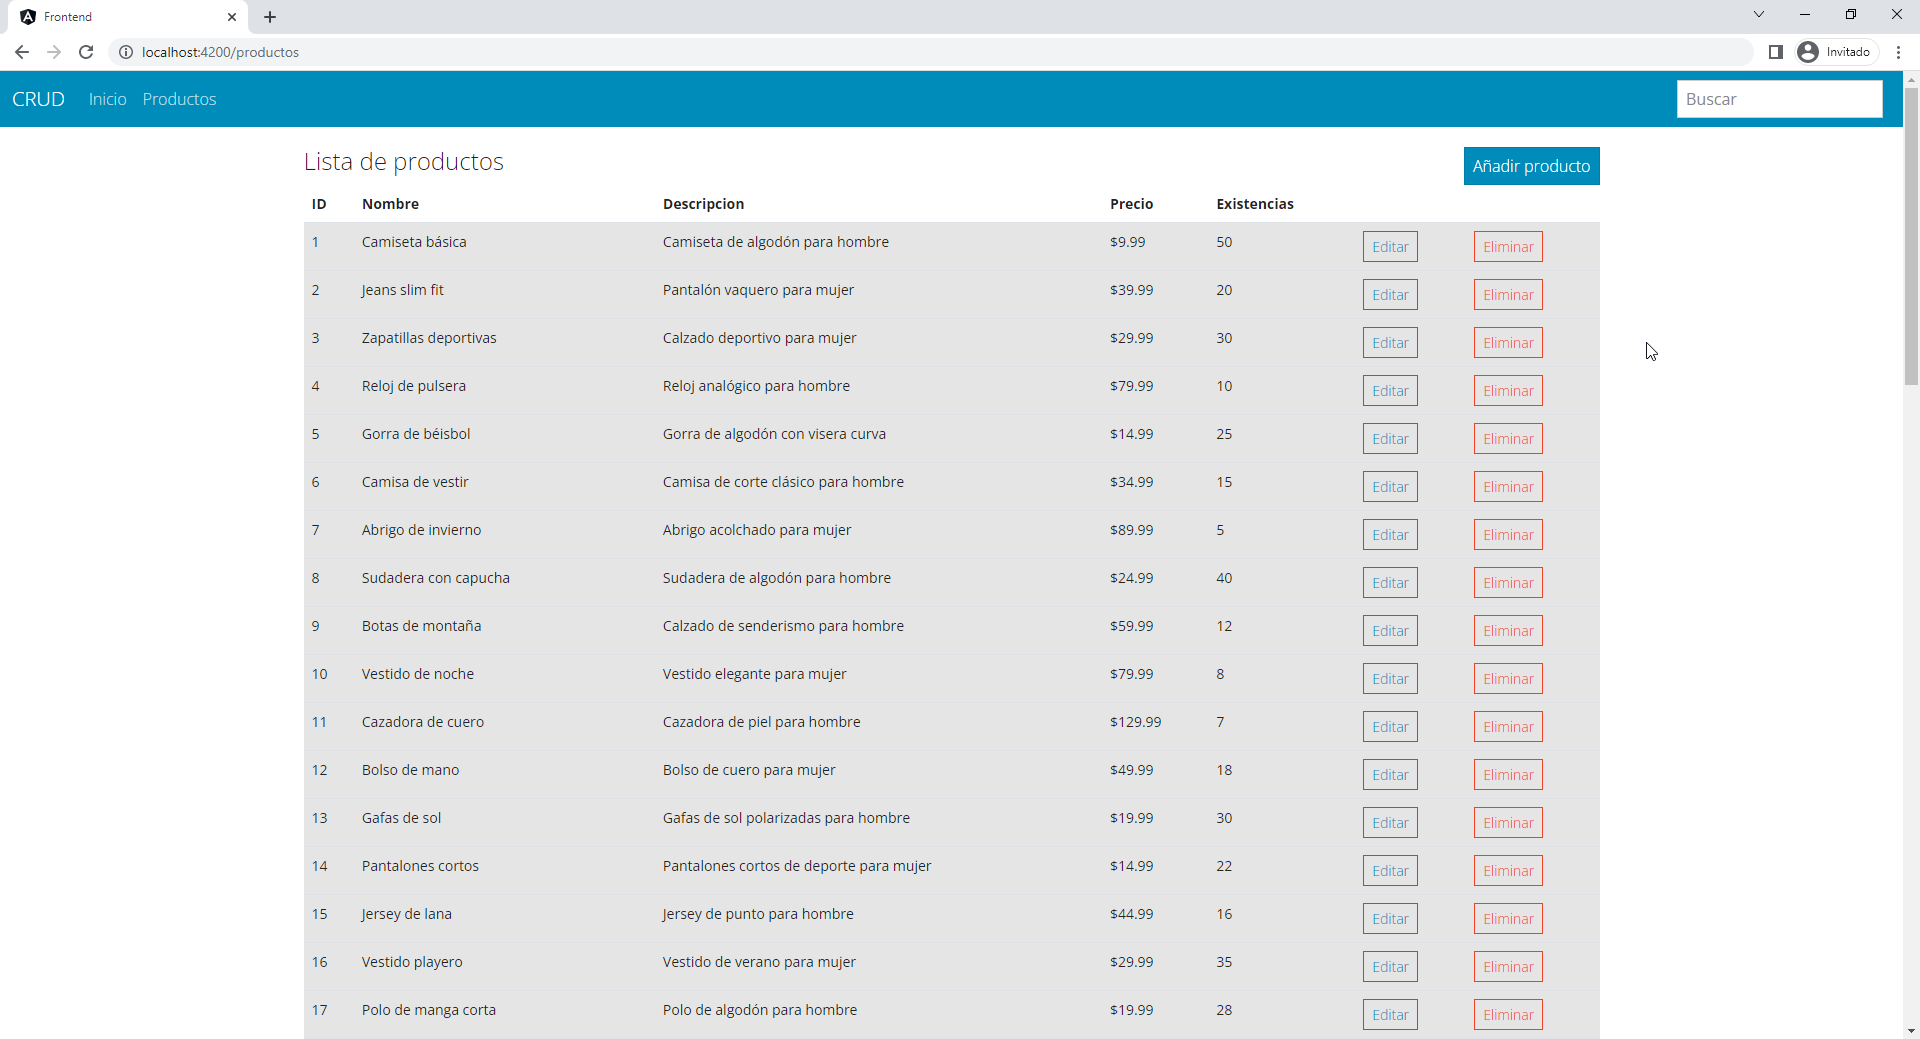 Frontend
localhost:4200/productos
Invitado
CRUD Inicio Productos Buscar
Lista de productos
Añadir producto
ID Nombre Descripcion Precio Existencias
1 Camiseta básica Camiseta de algodón para hombre $9.99 50 Editar Eliminar
2 Jeans slim fit Pantalón vaquero para mujer $39.99 20 Editar Eliminar
3 Zapatillas deportivas Calzado deportivo para mujer $29.99 30 Editar Eliminar
4 Reloj de pulsera Reloj analógico para hombre $79.99 10 Editar Eliminar
5 Gorra de béisbol Gorra de algodón con visera curva $14.99 25 Editar Eliminar
6 Camisa de vestir Camisa de corte clásico para hombre $34.99 15 Editar Eliminar
7 Abrigo de invierno Abrigo acolchado para mujer $89.99 5 Editar Eliminar
8 Sudadera con capucha Sudadera de algodón para hombre $24.99 40 Editar Eliminar
9 Botas de montaña Calzado de senderismo para hombre $59.99 12 Editar Eliminar
10 Vestido de noche Vestido elegante para mujer $79.99 8 Editar Eliminar
11 Cazadora de cuero Cazadora de piel para hombre $129.99 7 Editar Eliminar
12 Bolso de mano Bolso de cuero para mujer $49.99 18 Editar Eliminar
13 Gafas de sol Gafas de sol polarizadas para hombre $19.99 30 Editar Eliminar
14 Pantalones cortos Pantalones cortos de deporte para mujer $14.99 22 Editar Eliminar
15 Jersey de lana Jersey de punto para hombre $44.99 16 Editar Eliminar
16 Vestido playero Vestido de verano para mujer $29.99 35 Editar Eliminar
17 Polo de manga corta Polo de algodón para hombre $19.99 28 Editar Eliminar